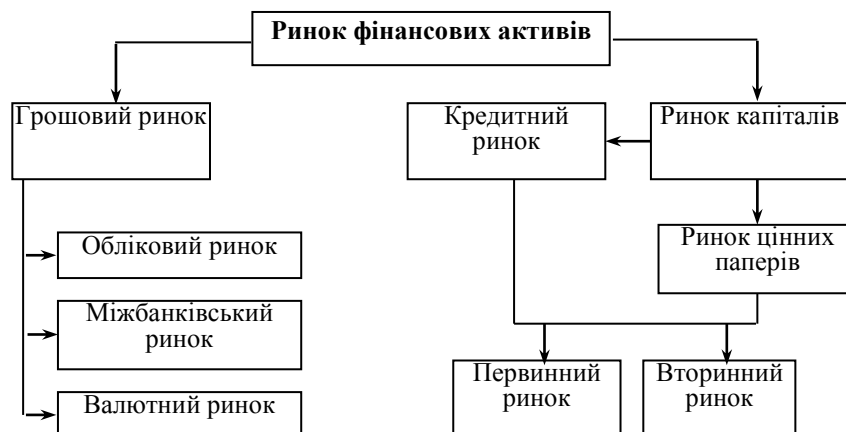 Ринок фінансових активів
Грошовий ринок
Кредитний
ринок
Ринок капіталів
Обліковий ринок
Ринок цінних
паперів
Міжбанківський
ринок
Валютний ринок
Первинний
ринок
Вторинний
ринок